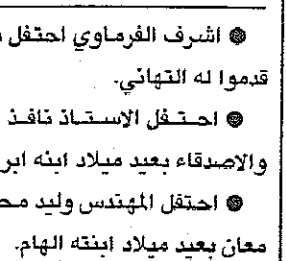 ● اشرف الفرماوي احتفل
قدموا له التهاني.
● احتفل الاستاذ نافذ
والاصدقاء بعيد ميلاد ابنه ابر
● احتفل المهندس وليد محـ
معان بعيد ميلاد ابنته الهام.